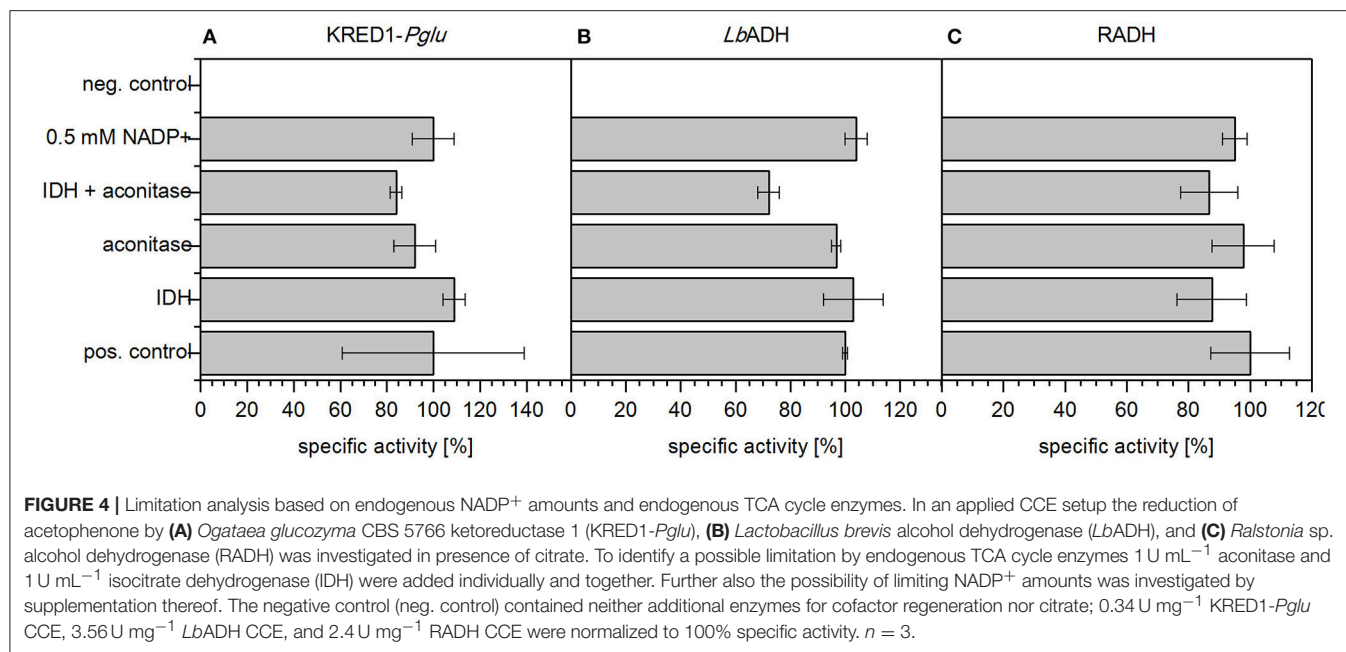 A KRED1-Pglu B LbADH C RADH
neg. control
0.5 mM NADP+
IDH + aconitase
aconitase
IDH
pos. control
0 20 40 60 80 100 120 140 0 20 40 60 80 100 0 20 40 60 80 100 120
specific activity [%] specific activity [%] specific activity [%]
FIGURE 4 | Limitation analysis based on endogenous NADP+ amounts and endogenous TCA cycle enzymes. In an applied CCE setup the reduction of
acetophenone by (A) Ogataea glucozyma CBS 5766 ketoreductase 1 (KRED1-Pglu), (B) Lactobacillus brevis alcohol dehydrogenase (LbADH), and (C) Ralstonia sp.
alcohol dehydrogenase (RADH) was investigated in presence of citrate. To identify a possible limitation by endogenous TCA cycle enzymes 1 U mL−1 aconitase and
1 U mL−1 isocitrate dehydrogenase (IDH) were added individually and together. Further also the possibility of limiting NADP+ amounts was investigated by
supplementation thereof. The negative control (neg. control) contained neither additional enzymes for cofactor regeneration nor citrate; 0.34 U mg−1 KRED1-Pglu
CCE, 3.56 U mg−1 LbADH CCE, and 2.4 U mg−1 RADH CCE were normalized to 100% specific activity. n = 3.